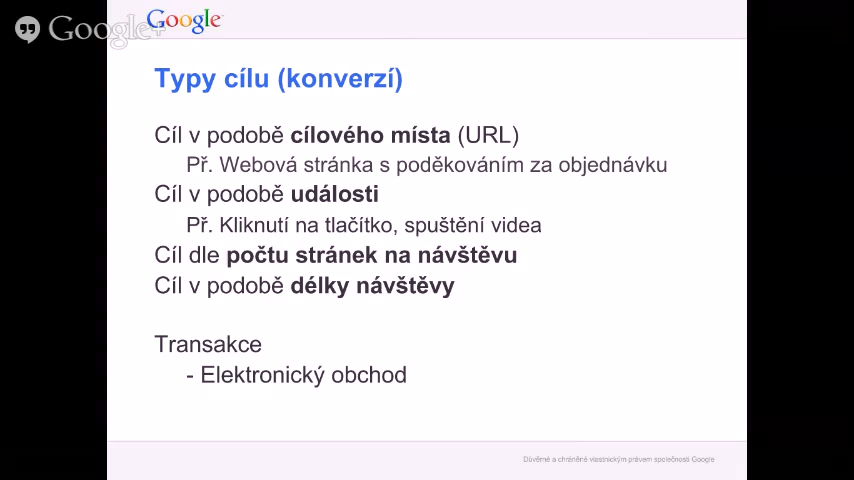 Google+
Google
Typy cílu (konverzí)
Cíl v podobě cílového místa (URL)
Př. Webová stránka s poděkováním za objednávku
Cíl v podobě události
Př. Kliknutí na tlačítko, spuštění videa
Cíl dle počtu stránek na návštěvu
Cíl v podobě délky návštěvy
Transakce
- Elektronický obchod
Důvěrné a chráněné vlastnickým právem společnosti Google